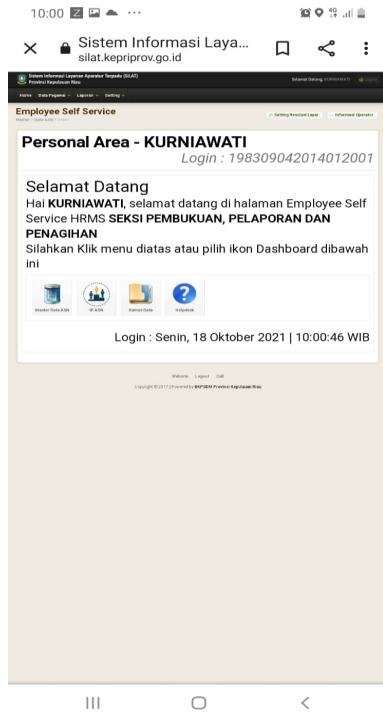 10:00
Sistem Informasi Laya...
silat.kepriprov.go.id
Sistem Informasi Layanan Aparatur Terpadu (SILAT)
Provinsi Kepulauan Riau
Selamat Datang, KURNIAWATI
Logout
Home Data Pegawai Laporan Setting
Employee Self Service
Setting Resolusi Layar
Informasi Operator
Personal Area - KURNIAWATI
Login : 198309042014012001
Selamat Datang
Hai KURNIAWATI, selamat datang di halaman Employee Self
Service HRMS SEKSI PEMBUKUAN, PELAPORAN DAN
PENAGIHAN
Silahkan Klik menu diatas atau pilih ikon Dashboard dibawah
ini
Master Data ASN IP ASN Kamus Data Helpdesk
Login : Senin, 18 Oktober 2021 | 10:00:46 WIB
Website Logout Call
Copyright © 2017 | Powered by BKPSDM Provinsi Kepulauan Riau